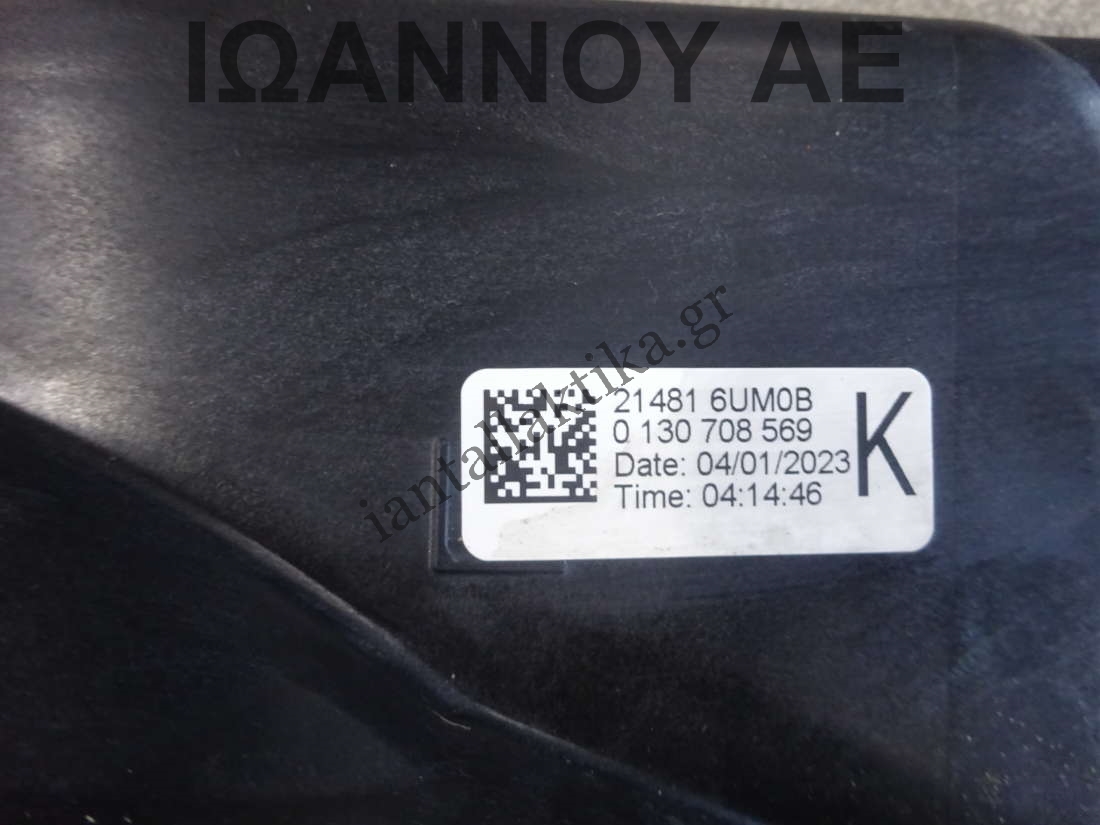 ΙΩΑΝΝΟΥ ΑΕ
iantallaktika.gr
21481 6UM0B
0 130 708 569
Date: 04/01/2023
Time: 04:14:46
K